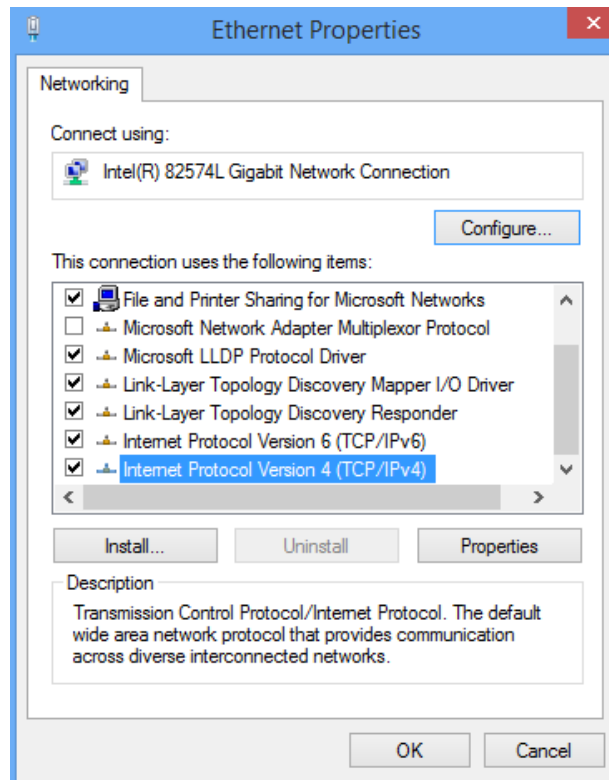 Ethernet Properties
Networking
Connect using:
Intel(R) 82574L Gigabit Network Connection
Configure...
This connection uses the following items:
File and Printer Sharing for Microsoft Networks
Microsoft Network Adapter Multiplexor Protocol
Microsoft LLDP Protocol Driver
Link-Layer Topology Discovery Mapper I/O Driver
Link-Layer Topology Discovery Responder
Internet Protocol Version 6 (TCP/IPv6)
Internet Protocol Version 4 (TCP/IPv4)
Install... Uninstall Properties
Description
Transmission Control Protocol/Internet Protocol. The default
wide area network protocol that provides communication
across diverse interconnected networks.
OK Cancel